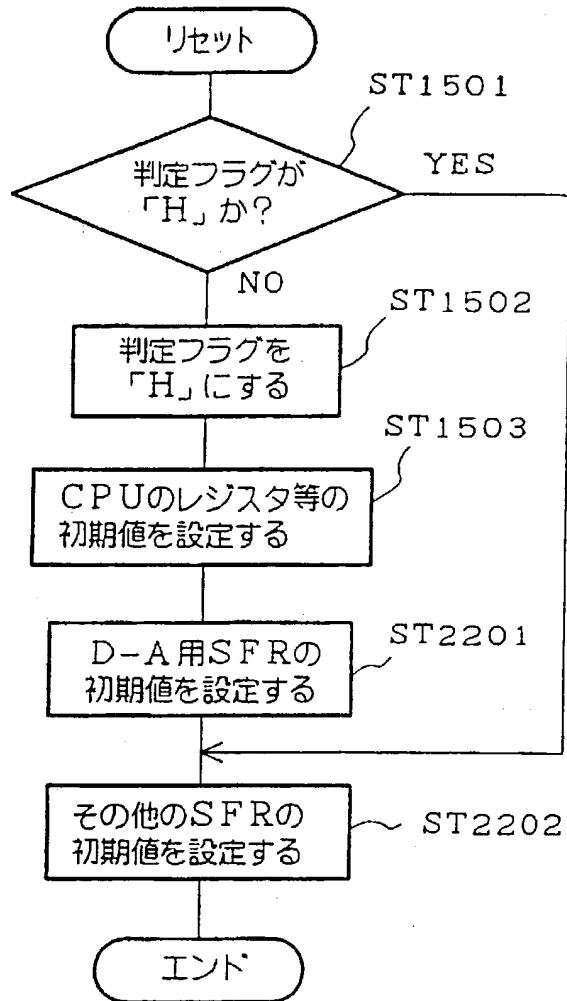 リセット
ST1501
判定フラグが
「H」か?
YES
NO
ST1502
判定フラグを
「H」にする
ST1503
CPUのレジスタ等の
初期値を設定する
ST2201
D-A用SFRの
初期値を設定する
その他のSFRの
初期値を設定する
ST2202
エンド